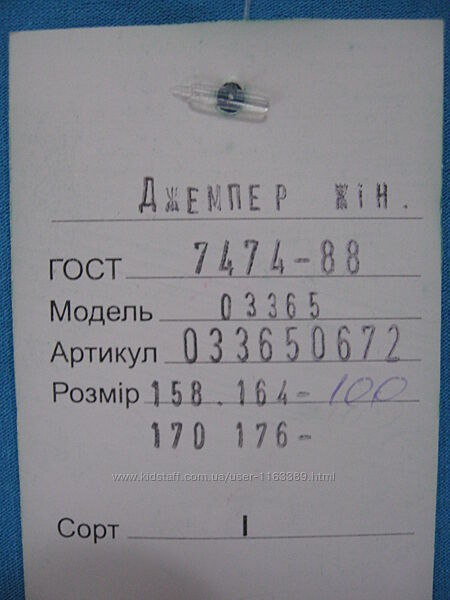 Джемпер жін.
ГОСТ 7474-88
Модель 03365
Артикул 033650672
Розмір 158.164-100
170 176-
www.kidstaff.com.ua/user-1163389.html
Сорт I